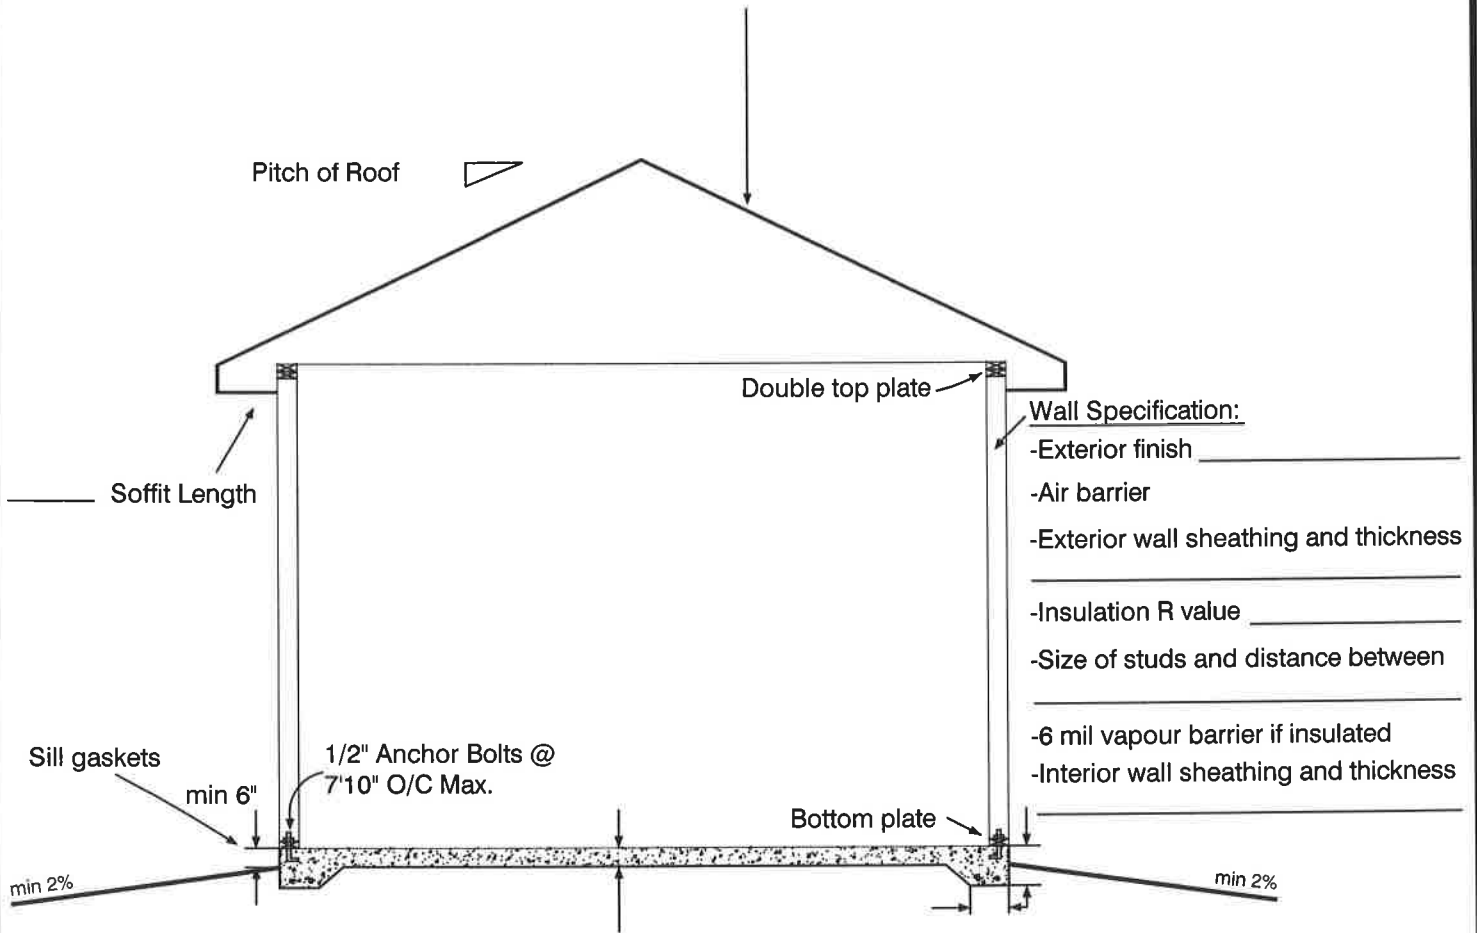 Pitch of Roof
Double top plate
Wall Specification:
-Exterior finish
-Air barrier
Soffit Length
-Exterior wall sheathing and thickness
-Insulation R value
-Size of studs and distance between
-6 mil vapour barrier if insulated
-Interior wall sheathing and thickness
Sill gaskets
1/2" Anchor Bolts @
7'10" O/C Max.
min 6"
Bottom plate
min 2%
min 2%